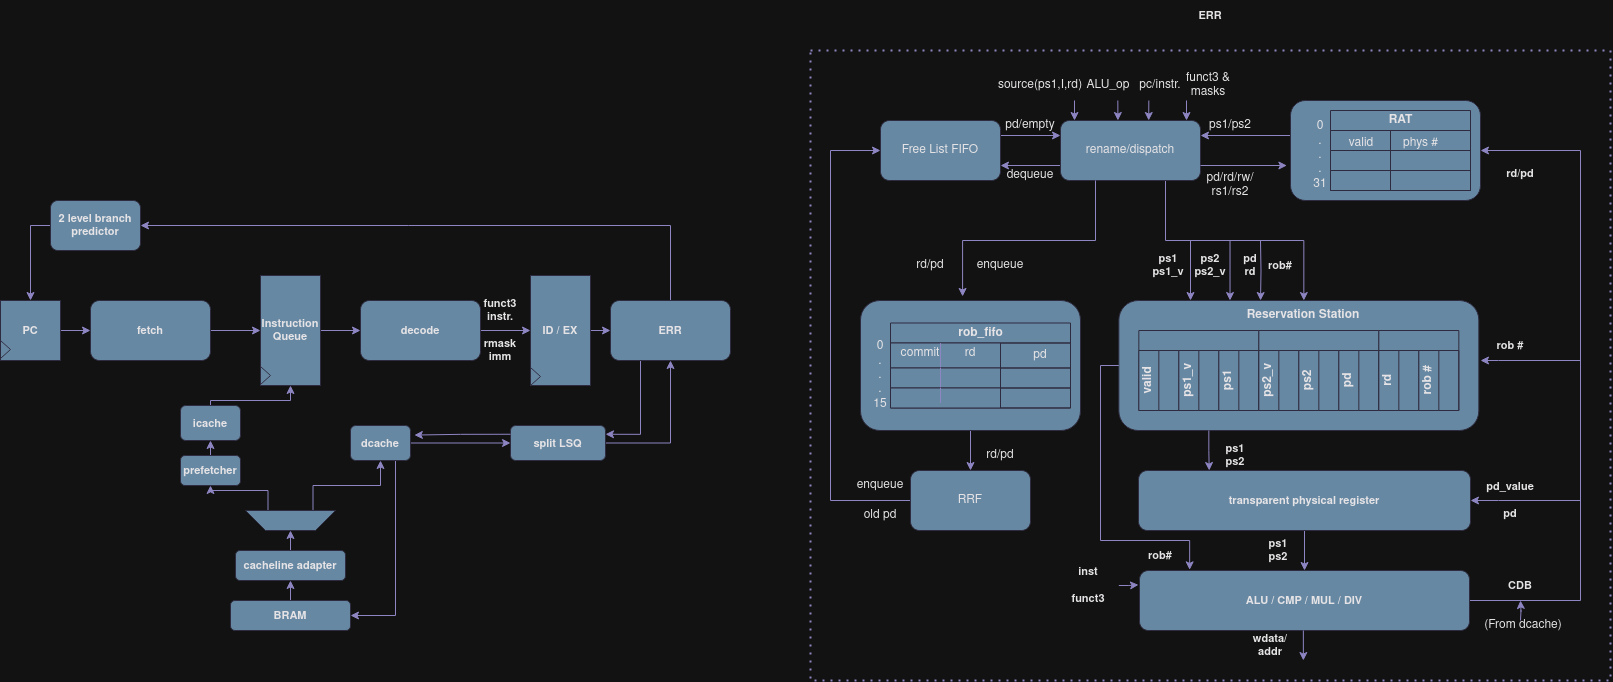 ERR
source(ps1,I,rd)
ALU_op
pc/instr.
funct3 &
masks
Free List FIFO
pd/empty
dequeue
rename/dispatch
ps1/ps2
pd/rd/rw/
rs1/rs2
RAT
valid
phys #
0
.
.
.
31
rd/pd
rd/pd
enqueue
ps1
ps1_v
ps2
ps2_v
pd
rd
rob#
rob_fifo
commit
rd
pd
0
.
.
.
15
Reservation Station
valid
ps1_v
ps1
ps2_v
ps2
pd
rd
rob #
rob #
rd/pd
enqueue
old pd
RRF
ps1
ps2
transparent physical register
pd_value
pd
rob#
ps1
ps2
inst
funct3
ALU / CMP / MUL / DIV
CDB
(From dcache)
wdata/
addr
2 level branch
predictor
PC
fetch
Instruction
Queue
decode
funct3
instr.
rmask
imm
ID / EX
ERR
icache
prefetcher
dcache
split LSQ
cacheline adapter
BRAM